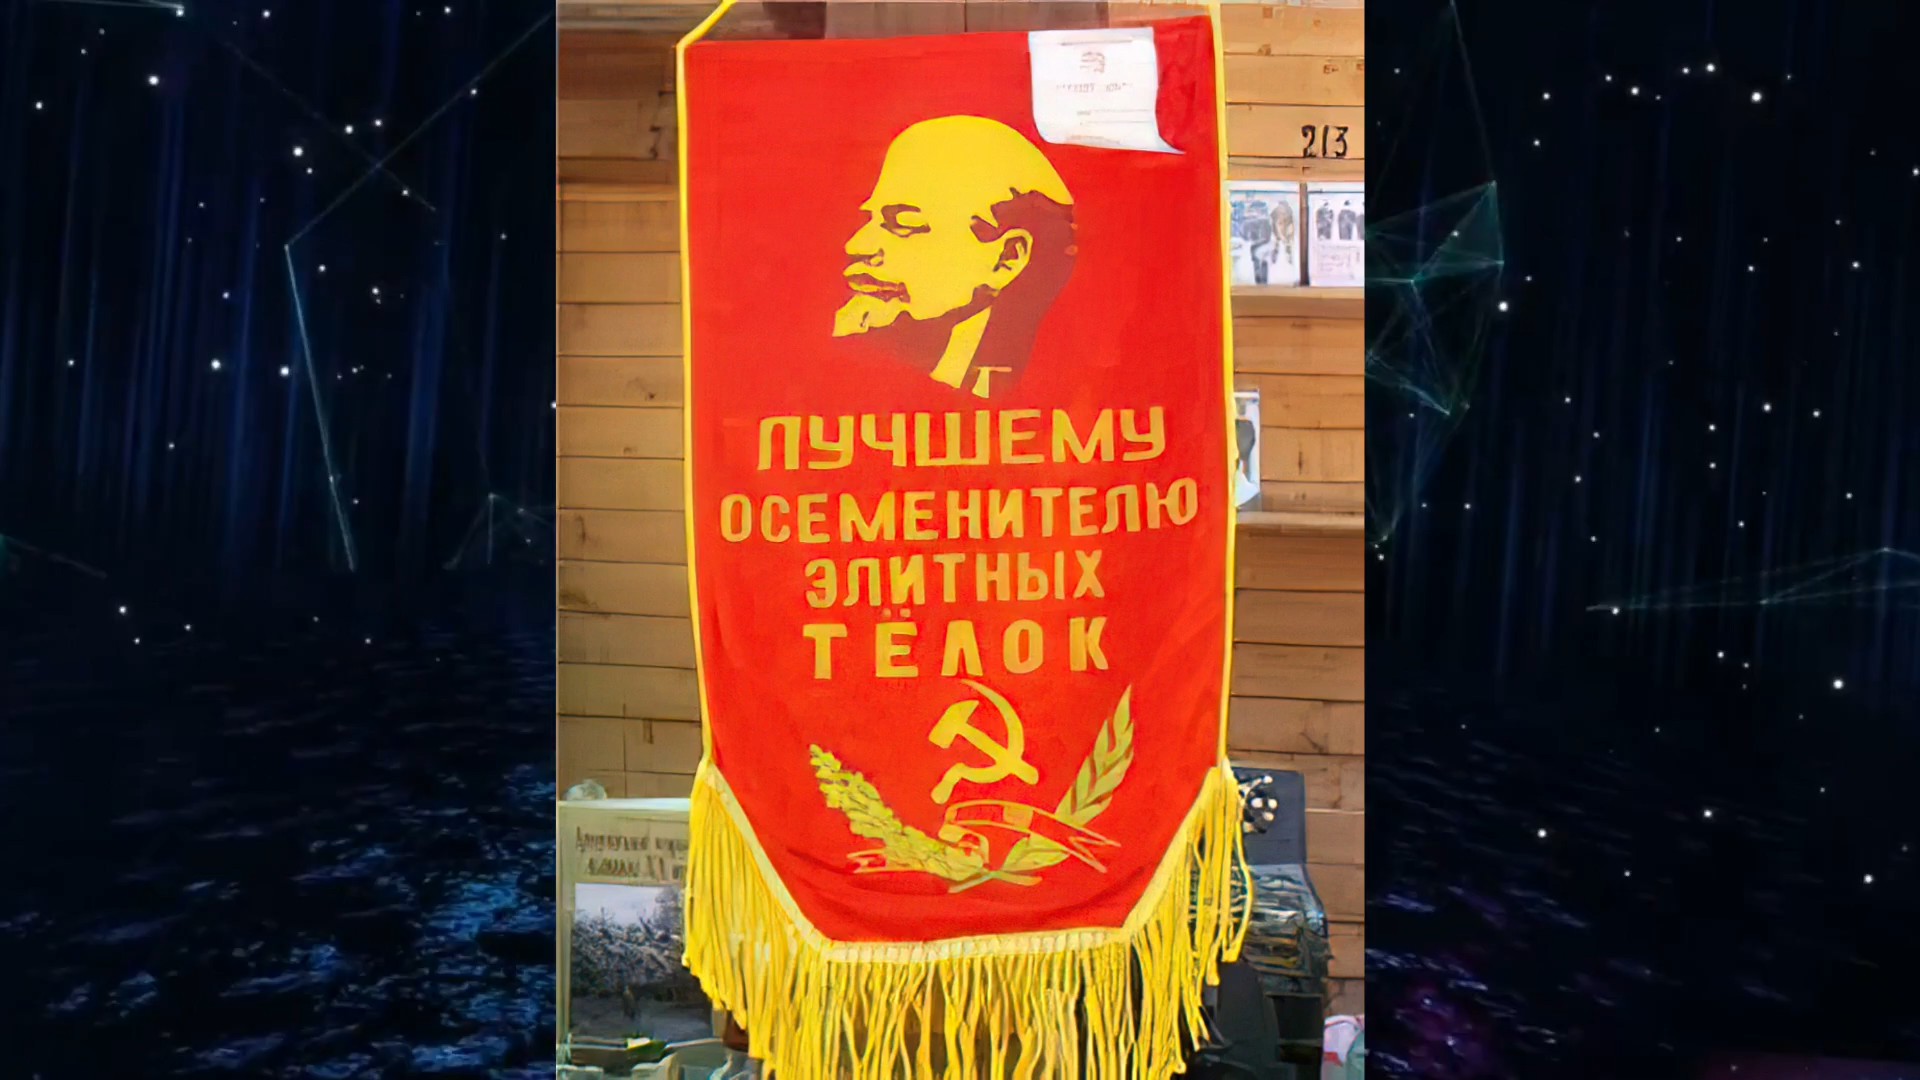 213
ЛУЧШЕМУ
ОСЕМЕНИТЕЛЮ
ЭЛИТНЫХ
ТЁЛОК